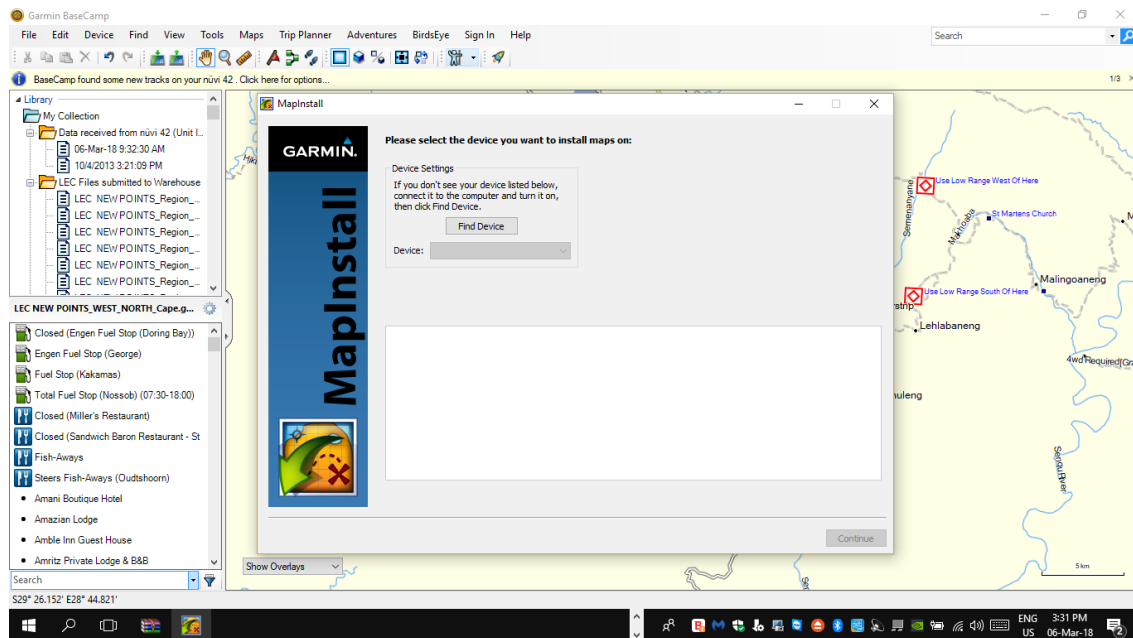 Garmin BaseCamp
File Edit Device Find View Tools Maps Trip Planner Adventures BirdsEye Sign In Help
Search
BaseCamp found some new tracks on your nüvi 42 . Click here for options...
1/3
Library
My Collection
Data received from nüvi 42 (Unit I...
06-Mar-18 9:32:30 AM
10/4/2013 3:21:09 PM
LEC Files submitted to Warehouse
LEC NEW POINTS_Region_...
LEC NEW POINTS_Region_...
LEC NEW POINTS_Region_...
LEC NEW POINTS_Region_...
LEC NEW POINTS_Region_...
LEC NEW POINTS_Region_...
LEC NEW POINTS_WEST_NORTH_Cape.g...
Closed (Engen Fuel Stop (Doring Bay))
Engen Fuel Stop (George)
Fuel Stop (Kakamas)
Total Fuel Stop (Nossob) (07:30-18:00)
Closed (Miller's Restaurant)
Closed (Sandwich Baron Restaurant - St
Fish-Aways
Steers Fish-Aways (Oudtshoorn)
Amani Boutique Hotel
Amazian Lodge
Amble Inn Guest House
Amritz Private Lodge & B&B
Search
S29° 26.152' E28° 44.821'
MapInstall
GARMIN.
MapInstall
Please select the device you want to install maps on:
Device Settings
If you don't see your device listed below,
connect it to the computer and turn it on,
then click Find Device.
Find Device
Device:
Continue
Show Overlays
Semenanyane
Use Low Range West Of Here
Makhoaba
St Martens Church
Malingoaneng
Use Low Range South Of Here
Lehlabaneng
4wd Required(Gra
Senqu River
5 km
ENG
US
3:31 PM
06-Mar-18
2